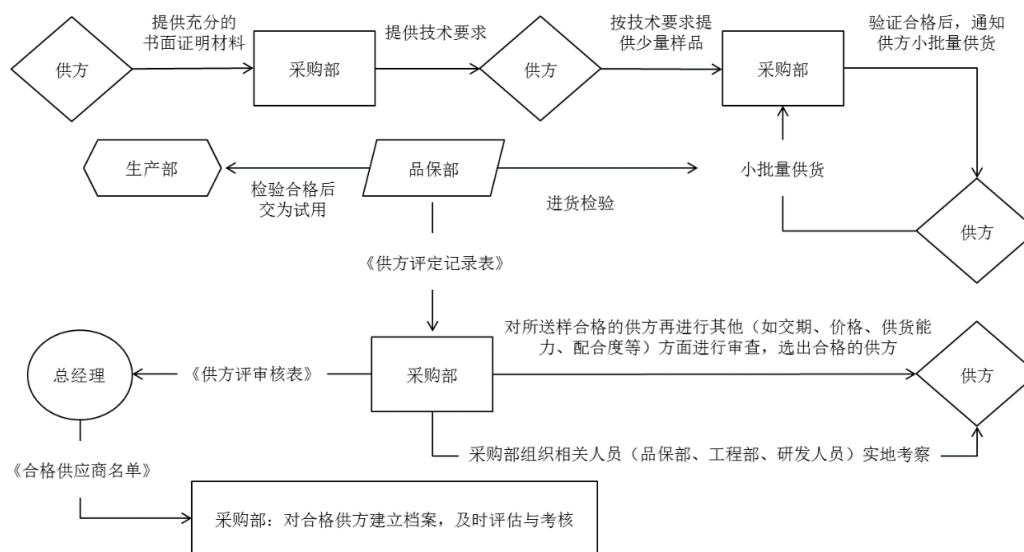 提供充分的
书面证明材料
提供技术要求
按技术要求提
供少量样品
验证合格后，通知
供方小批量供货
供方
采购部
供方
采购部
生产部
品保部
小批量供货
检验合格后
交为试用
进货检验
供方
《供方评定记录表》
对所送样合格的供方再进行其他（如交期、价格、供货能
力、配合度等）方面进行审查，选出合格的供方
总经理
《供方评审核表》
采购部
供方
采购部组织相关人员（品保部、工程部、研发人员）实地考察
《合格供应商名单》
采购部：对合格供方建立档案，及时评估与考核